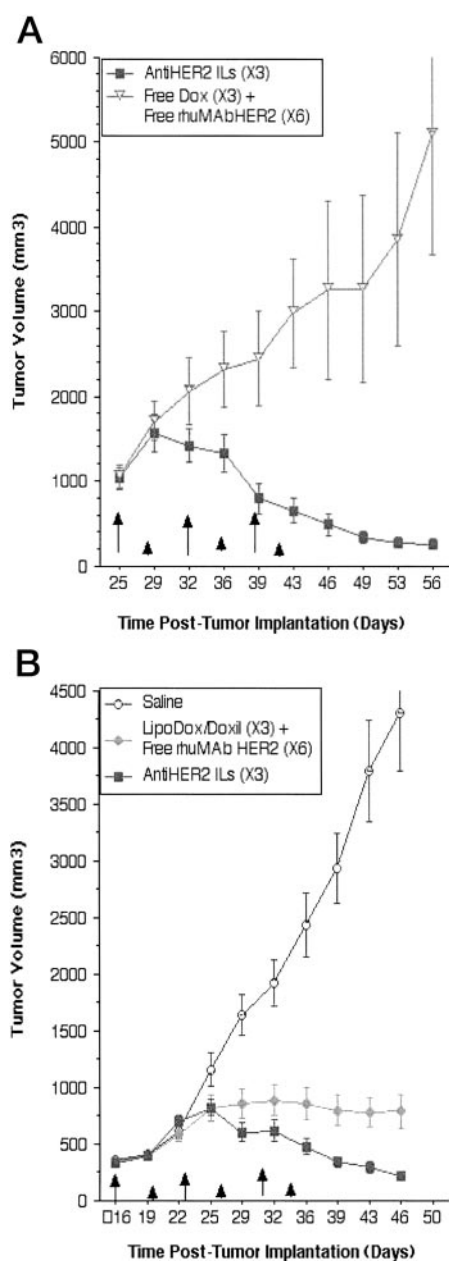 A
6000
5000
4000
3000
2000
1000
0
Tumor Volume (mm3)
AntiHER2 ILs (X3)
Free Dox (X3) +
Free rhuMAbHER2 (X6)
25 29 32 36 39 43 46 49 53 56
Time Post-Tumor Implantation (Days)
B
4500
4000
3500
3000
2500
2000
1500
1000
500
0
Tumor Volume (mm3)
Saline
LipoDox/Doxil (X3) +
Free rhuMAb HER2 (X6)
AntiHER2 ILs (X3)
16 19 22 25 29 32 36 39 43 46 50
Time Post-Tumor Implantation (Days)